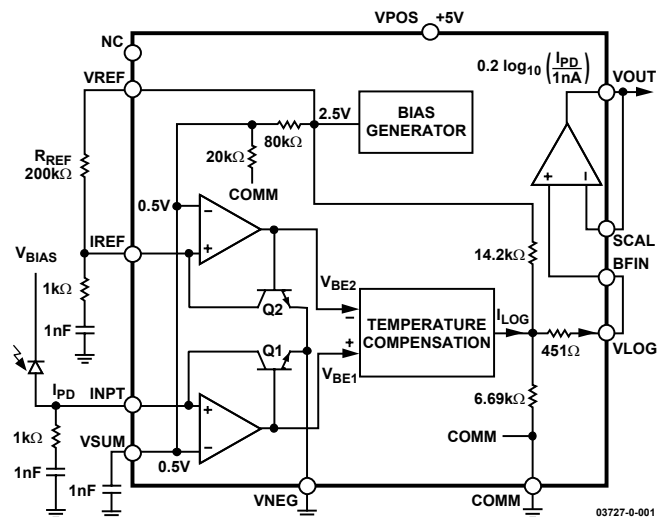 VPOS +5V
NC
0.2 log10 (IPD/1nA)
VOUT
VREF
2.5V
BIAS
GENERATOR
80kΩ
RREF
200kΩ
20kΩ
COMM
0.5V
SCAL
14.2kΩ
BFIN
IREF
VBIAS
VBE2
1kΩ
Q2
ILOG
TEMPERATURE
COMPENSATION
VLOG
451Ω
1nF
Q1
VBE1
IPD
INPT
6.69kΩ
1kΩ
VSUM
COMM
0.5V
1nF
1nF
VNEG
COMM
03727-0-001